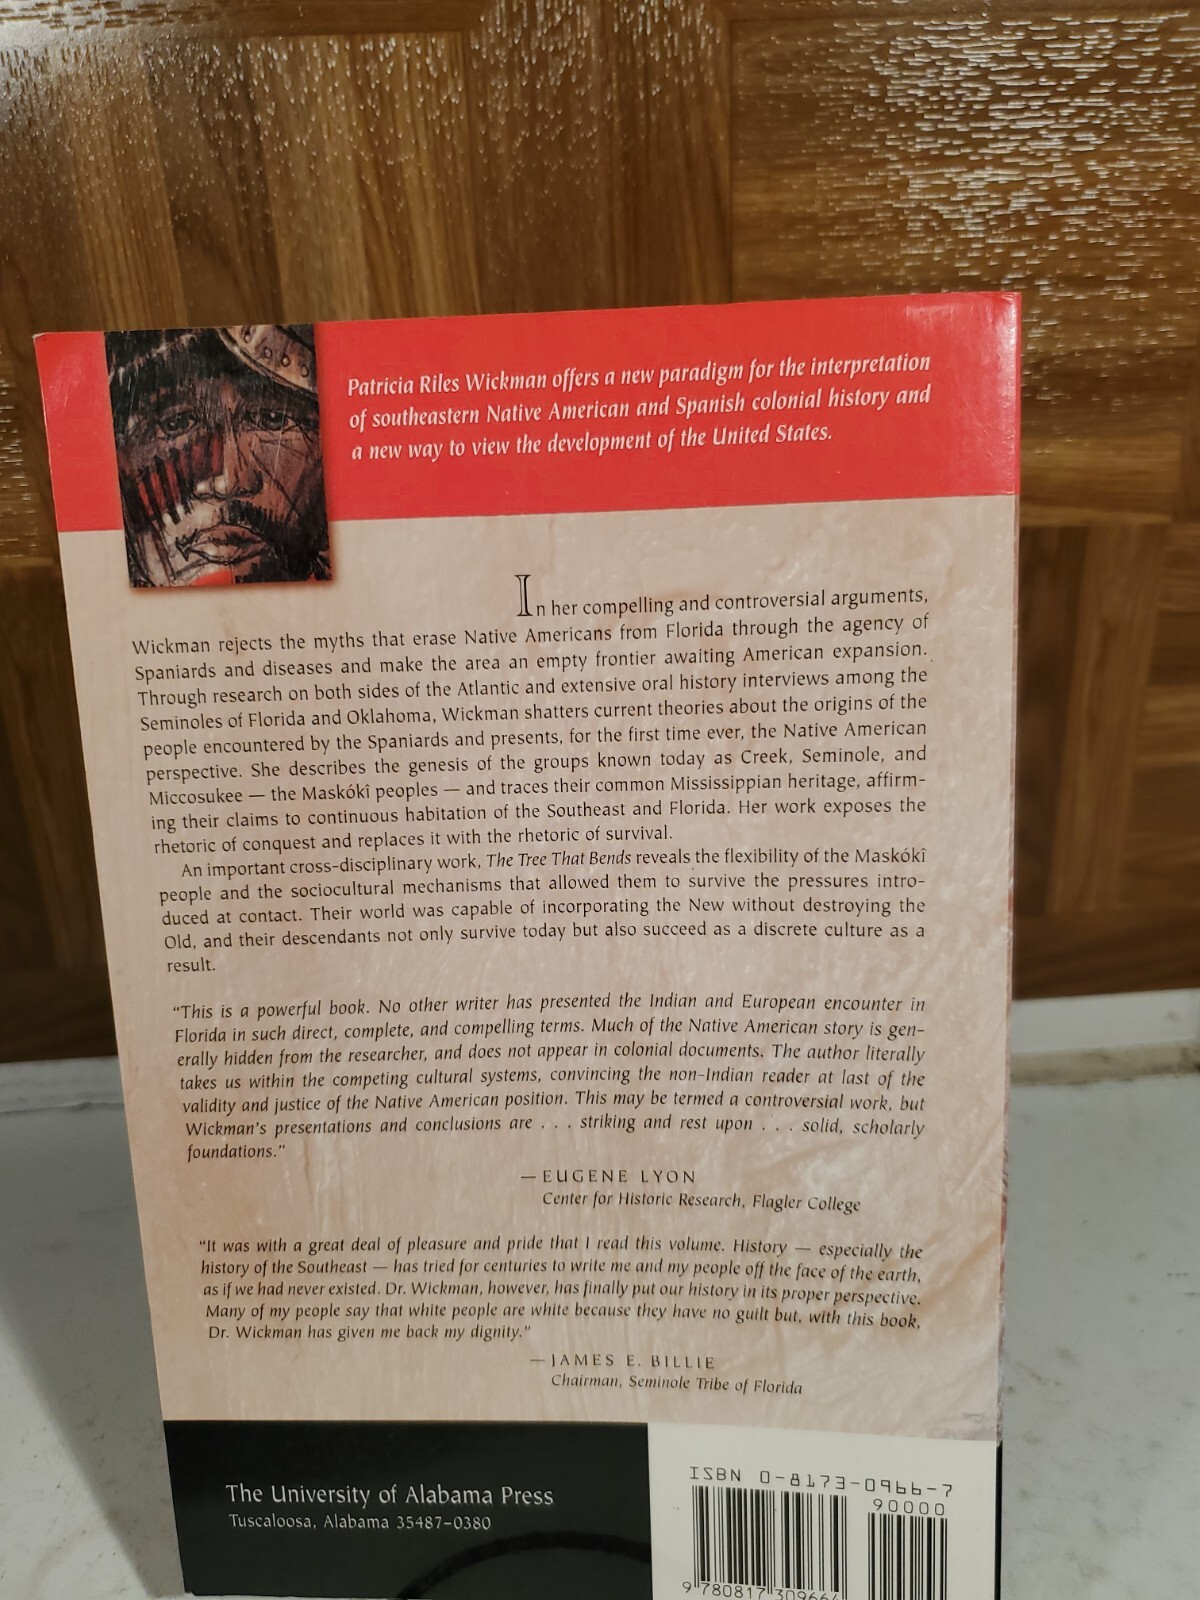 Patricia Riles Wickman offers a new paradigm for the interpretation
of southeastern Native American and Spanish colonial history and
a new way to view the development of the United States.
In her compelling and controversial arguments,
Wickman rejects the myths that erase Native Americans from Florida through the agency of
Spaniards and diseases and make the area an empty frontier awaiting American expansion.
Through research on both sides of the Atlantic and extensive oral history interviews among the
Seminoles of Florida and Oklahoma, Wickman shatters current theories about the origins of the
people encountered by the Spaniards and presents, for the first time ever, the Native American
perspective. She describes the genesis of the groups known today as Creek, Seminole, and
Miccosukee — the Maskókî peoples — and traces their common Mississippian heritage, affirm-
ing their claims to continuous habitation of the Southeast and Florida. Her work exposes the
rhetoric of conquest and replaces it with the rhetoric of survival.
An important cross-disciplinary work, The Tree That Bends reveals the flexibility of the Maskókî
people and the sociocultural mechanisms that allowed them to survive the pressures intro-
duced at contact. Their world was capable of incorporating the New without destroying the
Old, and their descendants not only survive today but also succeed as a discrete culture as a
result.
“This is a powerful book. No other writer has presented the Indian and European encounter in
Florida in such direct, complete, and compelling terms. Much of the Native American story is gen-
erally hidden from the researcher, and does not appear in colonial documents. The author literally
takes us within the competing cultural systems, convincing the non-Indian reader at last of the
validity and justice of the Native American position. This may be termed a controversial work, but
Wickman's presentations and conclusions are . . . striking and rest upon . . . solid, scholarly
foundations.”
— EUGENE LYON
Center for Historic Research, Flagler College
“It was with a great deal of pleasure and pride that I read this volume. History — especially the
history of the Southeast — has tried for centuries to write me and my people off the face of the earth,
as if we had never existed. Dr. Wickman, however, has finally put our history in its proper perspective.
Many of my people say that white people are white because they have no guilt but, with this book,
Dr. Wickman has given me back my dignity.”
— JAMES E. BILLIE
Chairman, Seminole Tribe of Florida
The University of Alabama Press
Tuscaloosa, Alabama 35487-0380
ISBN 0-8173-0966-7
90000
9 780817 309664